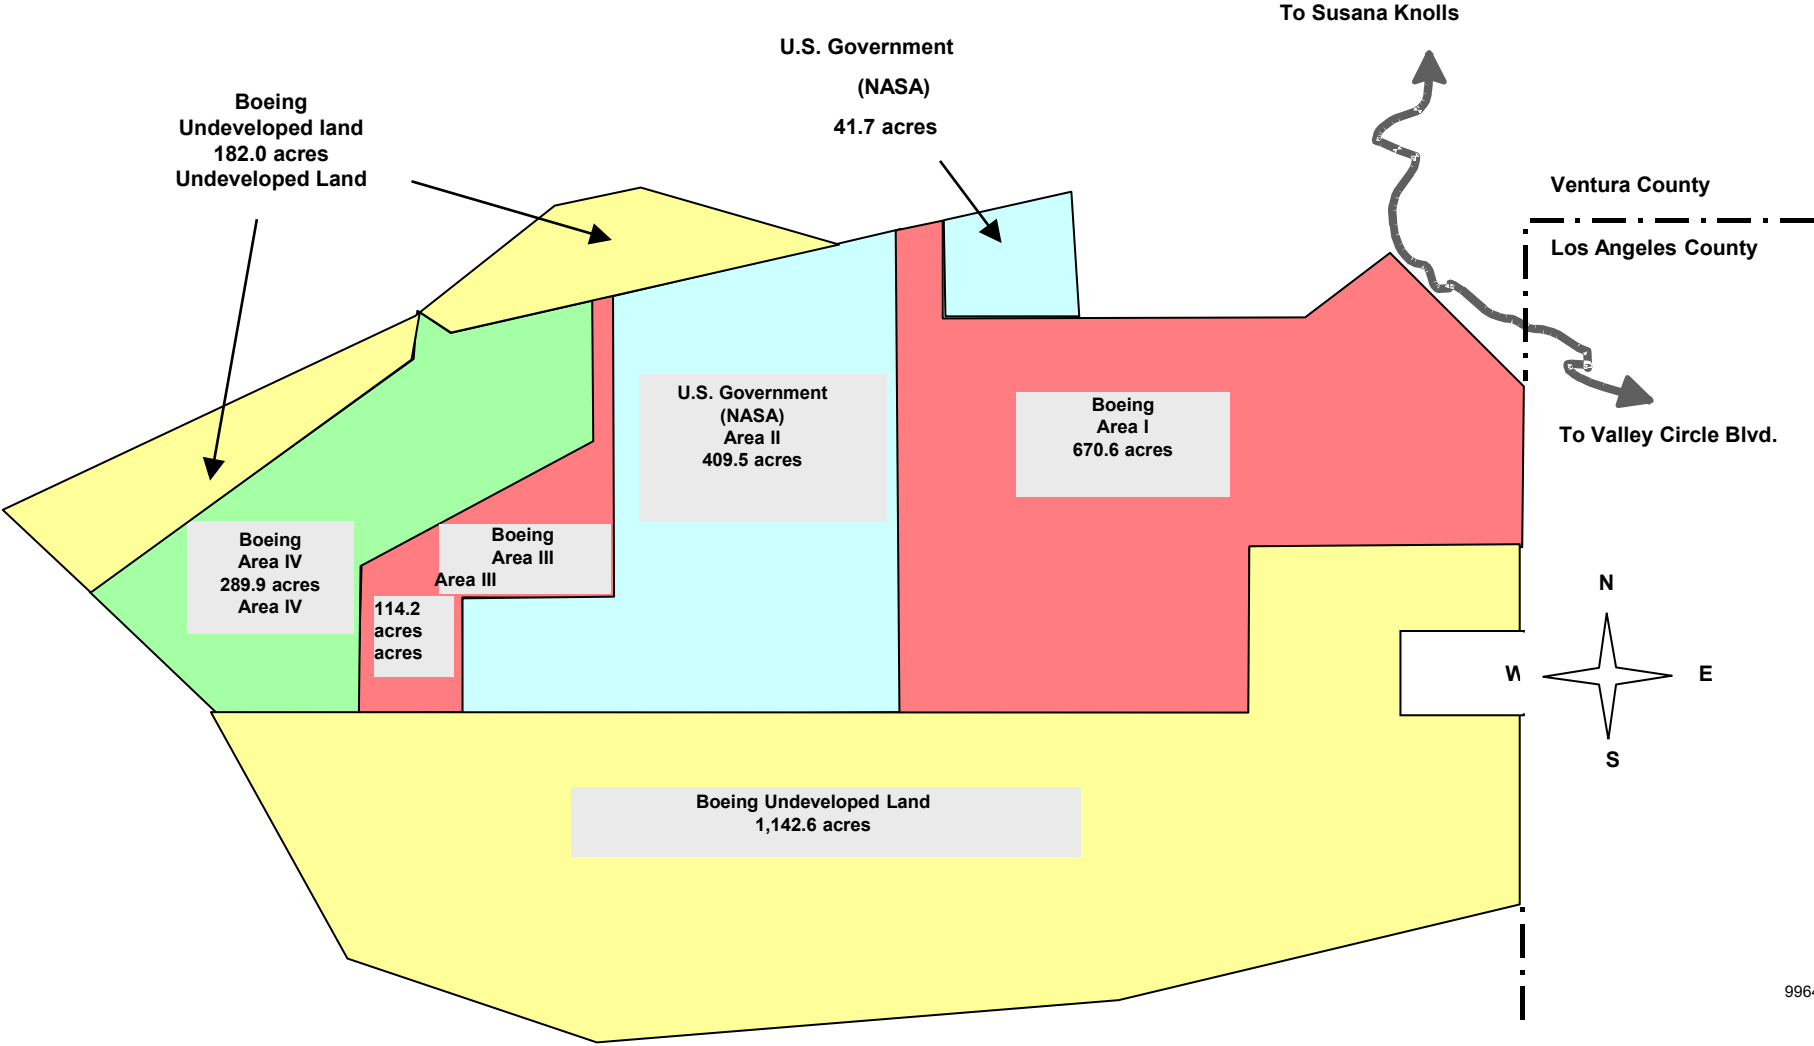 To Susana Knolls
U.S. Government
(NASA)
41.7 acres
Boeing
Undeveloped land
182.0 acres
Undeveloped Land
Ventura County
Los Angeles County
To Valley Circle Blvd.
U.S. Government
(NASA)
Area II
409.5 acres
Boeing
Area I
670.6 acres
Boeing
Area III
Area III
114.2
acres
acres
Boeing
Area IV
289.9 acres
Area IV
N
W
E
S
Boeing Undeveloped Land
1,142.6 acres
9964